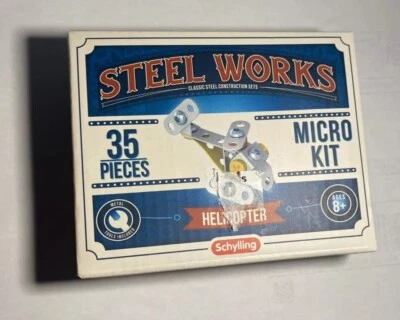 STEEL WORKS
CLASSIC STEEL CONSTRUCTION SETS
35
PIECES
MICRO
KIT
METAL
TOOLS INCLUDED
HELICOPTER
AGES
8+
Schylling